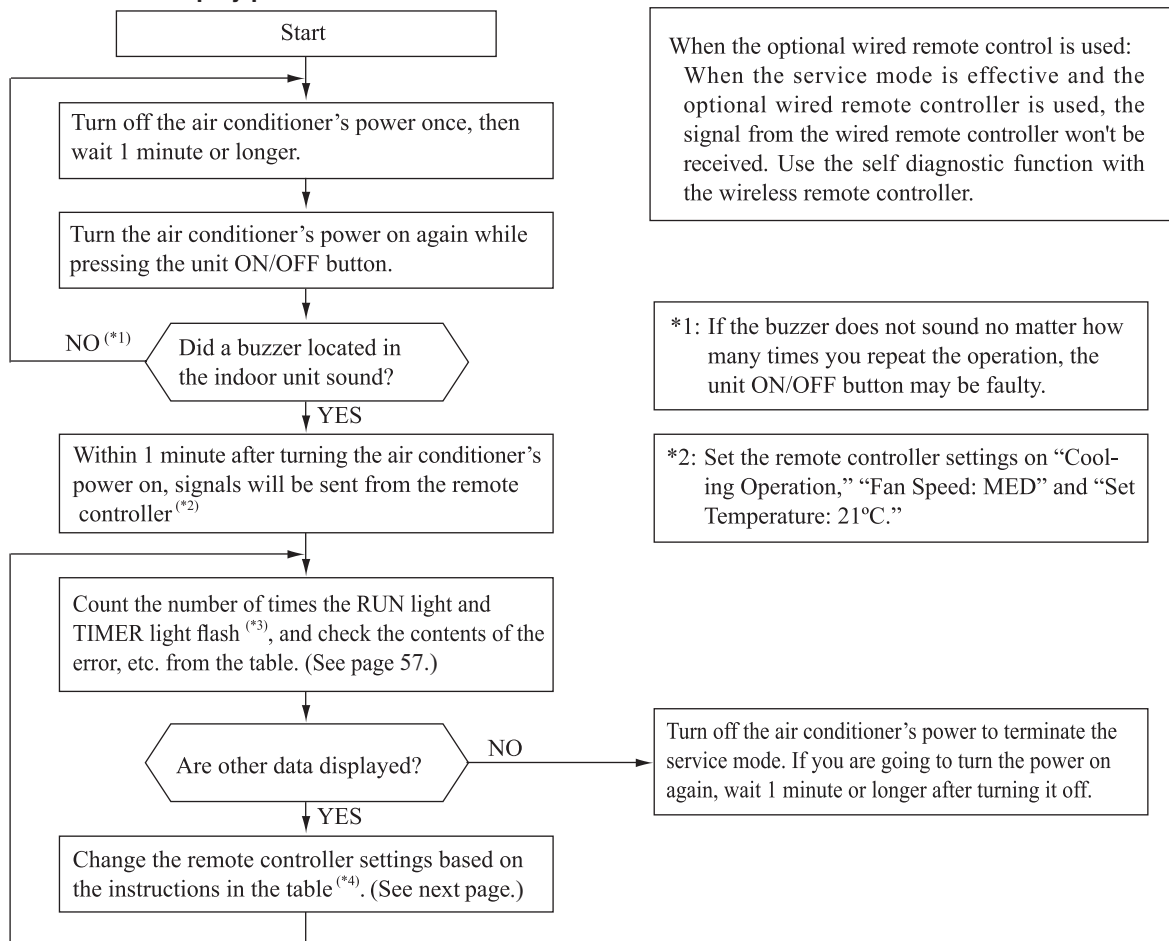 Start
Turn off the air conditioner’s power once, then
wait 1 minute or longer.
Turn the air conditioner’s power on again while
pressing the unit ON/OFF button.
NO (*1)
Did a buzzer located in
the indoor unit sound?
YES
Within 1 minute after turning the air conditioner’s
power on, signals will be sent from the remote
controller (*2)
Count the number of times the RUN light and
TIMER light flash (*3), and check the contents of the
error, etc. from the table. (See page 57.)
Are other data displayed?
NO
Turn off the air conditioner’s power to terminate the
service mode. If you are going to turn the power on
again, wait 1 minute or longer after turning it off.
YES
Change the remote controller settings based on
the instructions in the table (*4). (See next page.)
When the optional wired remote control is used:
When the service mode is effective and the
optional wired remote controller is used, the
signal from the wired remote controller won't be
received. Use the self diagnostic function with
the wireless remote controller.
*1: If the buzzer does not sound no matter how
many times you repeat the operation, the
unit ON/OFF button may be faulty.
*2: Set the remote controller settings on “Cool-
ing Operation,” “Fan Speed: MED” and “Set
Temperature: 21ºC.”